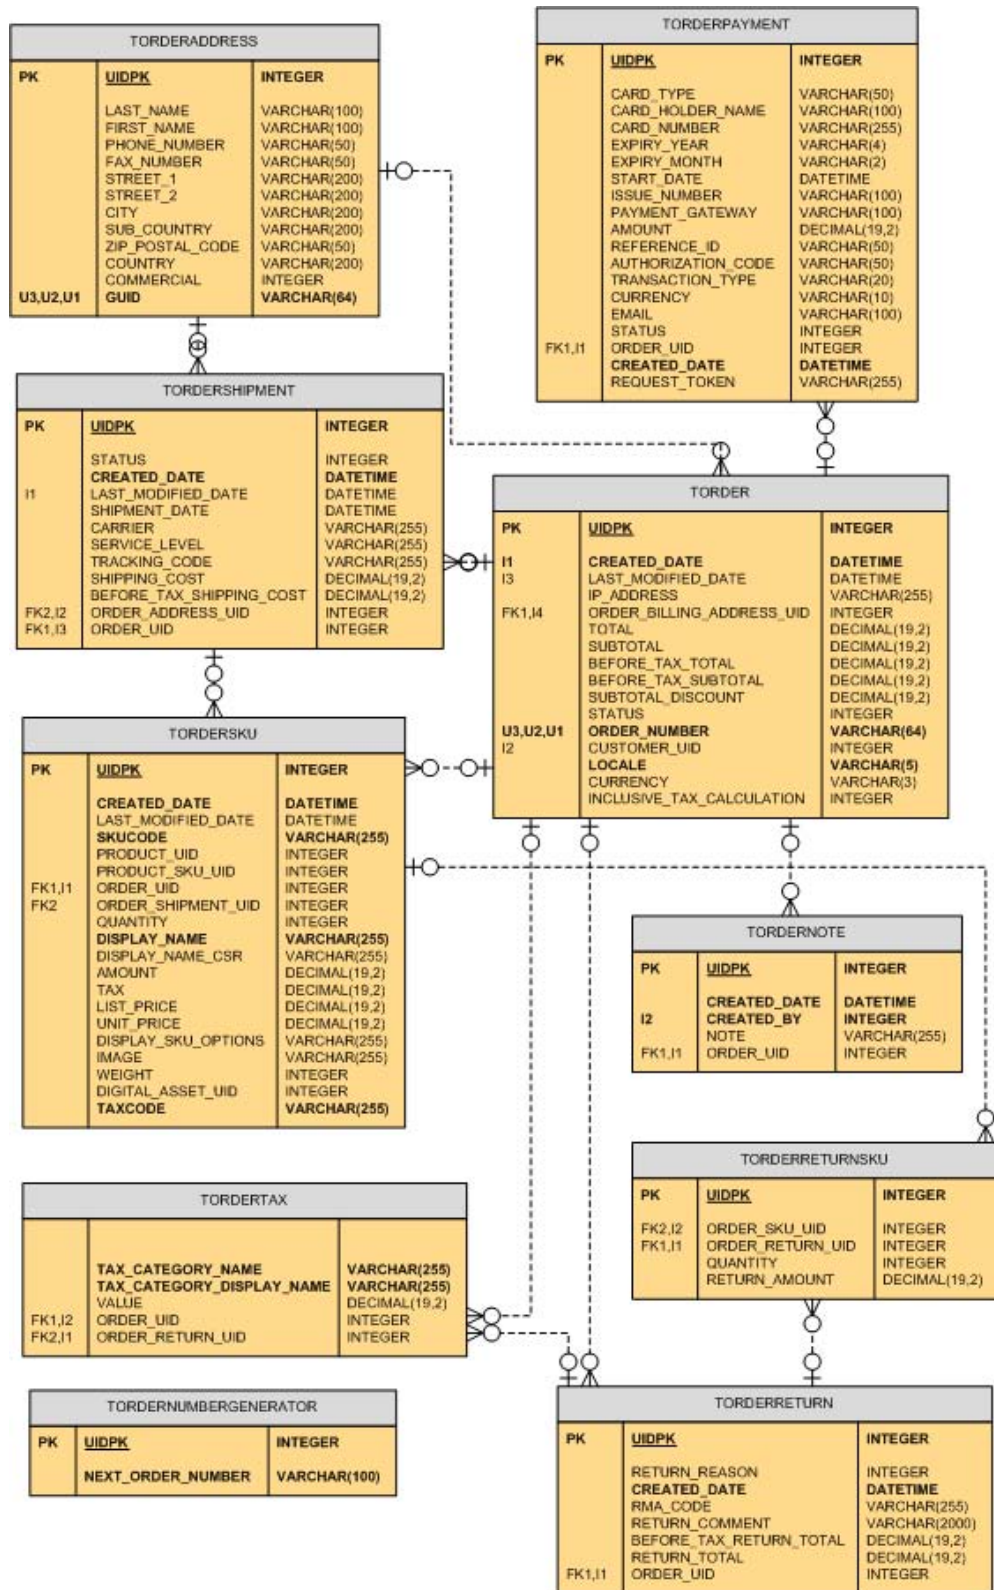 TORDERADDRESS
PK UIDPK INTEGER
LAST_NAME VARCHAR(100)
FIRST_NAME VARCHAR(100)
PHONE_NUMBER VARCHAR(50)
FAX_NUMBER VARCHAR(50)
STREET_1 VARCHAR(200)
STREET_2 VARCHAR(200)
CITY VARCHAR(200)
SUB_COUNTRY VARCHAR(200)
ZIP_POSTAL_CODE VARCHAR(50)
COUNTRY VARCHAR(200)
COMMERCIAL INTEGER
U3,U2,U1 GUID VARCHAR(64)
TORDERPAYMENT
PK UIDPK INTEGER
CARD_TYPE VARCHAR(50)
CARD_HOLDER_NAME VARCHAR(100)
CARD_NUMBER VARCHAR(255)
EXPIRY_YEAR VARCHAR(4)
EXPIRY_MONTH VARCHAR(2)
START_DATE DATETIME
ISSUE_NUMBER VARCHAR(100)
PAYMENT_GATEWAY VARCHAR(100)
AMOUNT DECIMAL(19,2)
REFERENCE_ID VARCHAR(50)
AUTHORIZATION_CODE VARCHAR(50)
TRANSACTION_TYPE VARCHAR(20)
CURRENCY VARCHAR(10)
EMAIL VARCHAR(100)
STATUS INTEGER
FK1,I1 ORDER_UID INTEGER
CREATED_DATE DATETIME
REQUEST_TOKEN VARCHAR(255)
TORDERSHIPMENT
PK UIDPK INTEGER
STATUS INTEGER
CREATED_DATE DATETIME
I1 LAST_MODIFIED_DATE DATETIME
SHIPMENT_DATE DATETIME
CARRIER VARCHAR(255)
SERVICE_LEVEL VARCHAR(255)
TRACKING_CODE VARCHAR(255)
SHIPPING_COST DECIMAL(19,2)
BEFORE_TAX_SHIPPING_COST DECIMAL(19,2)
FK2,I2 ORDER_ADDRESS_UID INTEGER
FK1,I3 ORDER_UID INTEGER
TORDER
PK UIDPK INTEGER
I1 CREATED_DATE DATETIME
I3 LAST_MODIFIED_DATE DATETIME
IP_ADDRESS VARCHAR(255)
FK1,I4 ORDER_BILLING_ADDRESS_UID INTEGER
TOTAL DECIMAL(19,2)
SUBTOTAL DECIMAL(19,2)
BEFORE_TAX_TOTAL DECIMAL(19,2)
BEFORE_TAX_SUBTOTAL DECIMAL(19,2)
SUBTOTAL_DISCOUNT DECIMAL(19,2)
STATUS INTEGER
U3,U2,U1 ORDER_NUMBER VARCHAR(64)
I2 CUSTOMER_UID INTEGER
LOCALE VARCHAR(5)
CURRENCY VARCHAR(3)
INCLUSIVE_TAX_CALCULATION INTEGER
TORDERSKU
PK UIDPK INTEGER
CREATED_DATE DATETIME
LAST_MODIFIED_DATE DATETIME
SKUCODE VARCHAR(255)
PRODUCT_UID INTEGER
PRODUCT_SKU_UID INTEGER
FK1,I1 ORDER_UID INTEGER
FK2 ORDER_SHIPMENT_UID INTEGER
QUANTITY INTEGER
DISPLAY_NAME VARCHAR(255)
DISPLAY_NAME_CSR VARCHAR(255)
AMOUNT DECIMAL(19,2)
TAX DECIMAL(19,2)
LIST_PRICE DECIMAL(19,2)
UNIT_PRICE DECIMAL(19,2)
DISPLAY_SKU_OPTIONS VARCHAR(255)
IMAGE VARCHAR(255)
WEIGHT INTEGER
DIGITAL_ASSET_UID INTEGER
TAXCODE VARCHAR(255)
TORDERNOTE
PK UIDPK INTEGER
CREATED_DATE DATETIME
I2 CREATED_BY INTEGER
NOTE VARCHAR(255)
FK1,I1 ORDER_UID INTEGER
TORDERRETURNSKU
PK UIDPK INTEGER
FK2,I2 ORDER_SKU_UID INTEGER
FK1,I1 ORDER_RETURN_UID INTEGER
QUANTITY INTEGER
RETURN_AMOUNT DECIMAL(19,2)
TORDERTAX
TAX_CATEGORY_NAME VARCHAR(255)
TAX_CATEGORY_DISPLAY_NAME VARCHAR(255)
VALUE DECIMAL(19,2)
FK1,I2 ORDER_UID INTEGER
FK2,I1 ORDER_RETURN_UID INTEGER
TORDERNUMBERGENERATOR
PK UIDPK INTEGER
NEXT_ORDER_NUMBER VARCHAR(100)
TORDERRETURN
PK UIDPK INTEGER
RETURN_REASON INTEGER
CREATED_DATE DATETIME
RMA_CODE VARCHAR(255)
RETURN_COMMENT VARCHAR(2000)
BEFORE_TAX_RETURN_TOTAL DECIMAL(19,2)
RETURN_TOTAL DECIMAL(19,2)
FK1,I1 ORDER_UID INTEGER